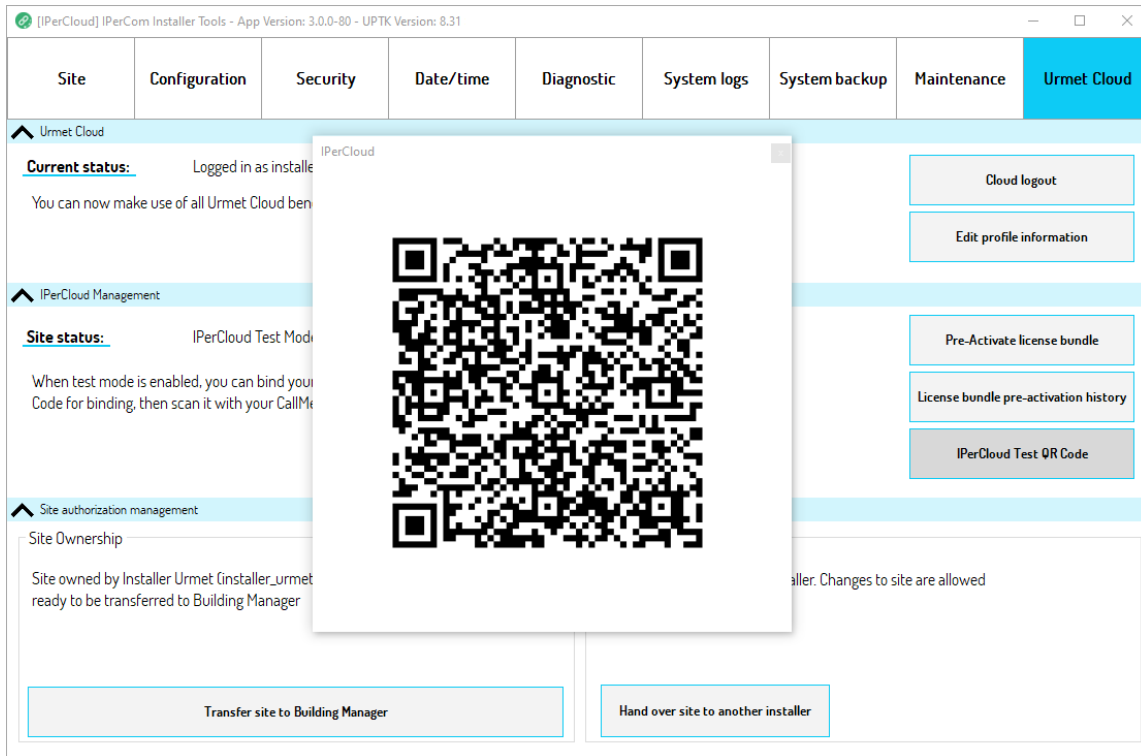 [IPerCloud] IPerCom Installer Tools - App Version: 3.0.0-80 - UPTK Version: 8.31
Site Configuration Security Date/time Diagnostic System logs System backup Maintenance Urmet Cloud
Urmet Cloud
IPerCloud
Current status: Logged in as installe
Cloud logout
You can now make use of all Urmet Cloud ben
Edit profile information
IPerCloud Management
Site status: IPerCloud Test Mod
Pre-Activate license bundle
When test mode is enabled, you can bind your
Code for binding, then scan it with your CallMe
License bundle pre-activation history
IPerCloud Test QR Code
Site authorization management
Site Ownership
Site owned by Installer Urmet (installer_urmet
ready to be transferred to Building Manager
aller. Changes to site are allowed
Transfer site to Building Manager
Hand over site to another installer